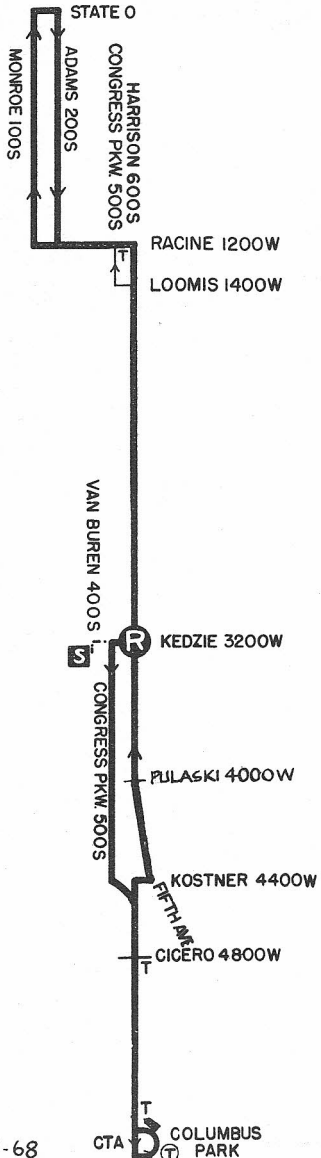 STATE 0
MONROE 100S
ADAMS 200S
HARRISON 600S
CONGRESS PKW. 500S
RACINE 1200W
T
LOOMIS 1400W
VAN BUREN 400S
S
R
KEDZIE 3200W
CONGRESS PKW. 500S
PULASKI 4000W
KOSTNER 4400W
FIFTH AVE
CICERO 4800W
T
T
CTA
COLUMBUS
T PARK
-68